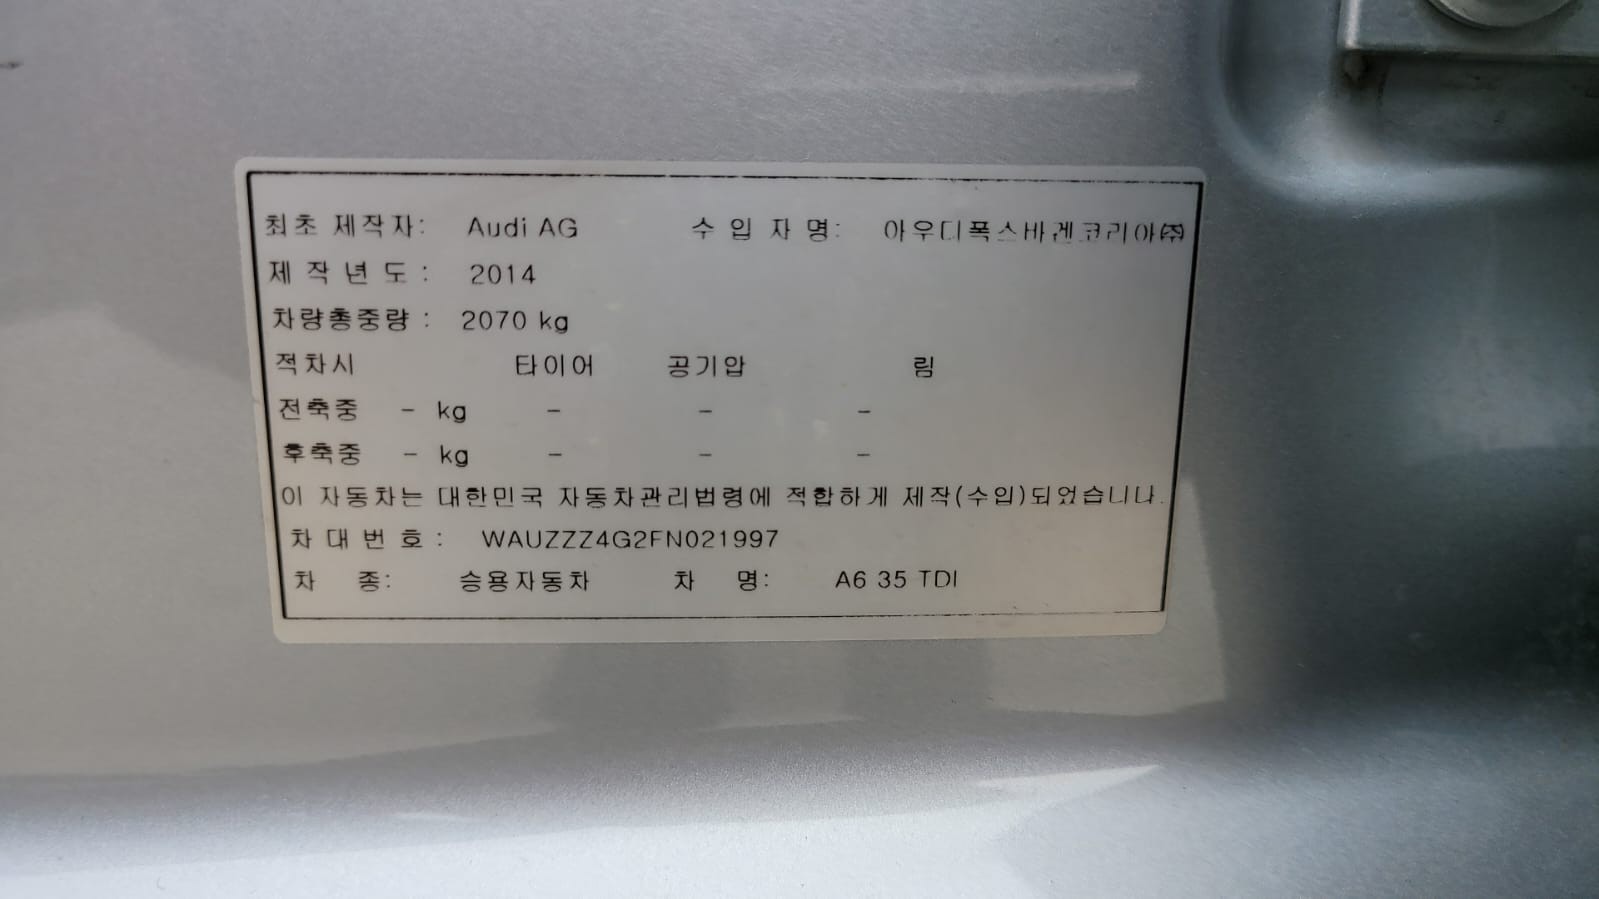 최초 제작자: Audi AG 수 입 자 명: 아우디폭스바겐코리아㈜
제 작 년 도 : 2014
차량총중량 : 2070 kg
적차시 타이어 공기압 림
전축중 - kg - - -
후축중 - kg - - -
이 자동차는 대한민국 자동차관리법령에 적합하게 제작(수입)되었습니다.
차 대 번 호 : WAUZZZ4G2FN021997
차 종: 승용자동차 차 명: A6 35 TDI